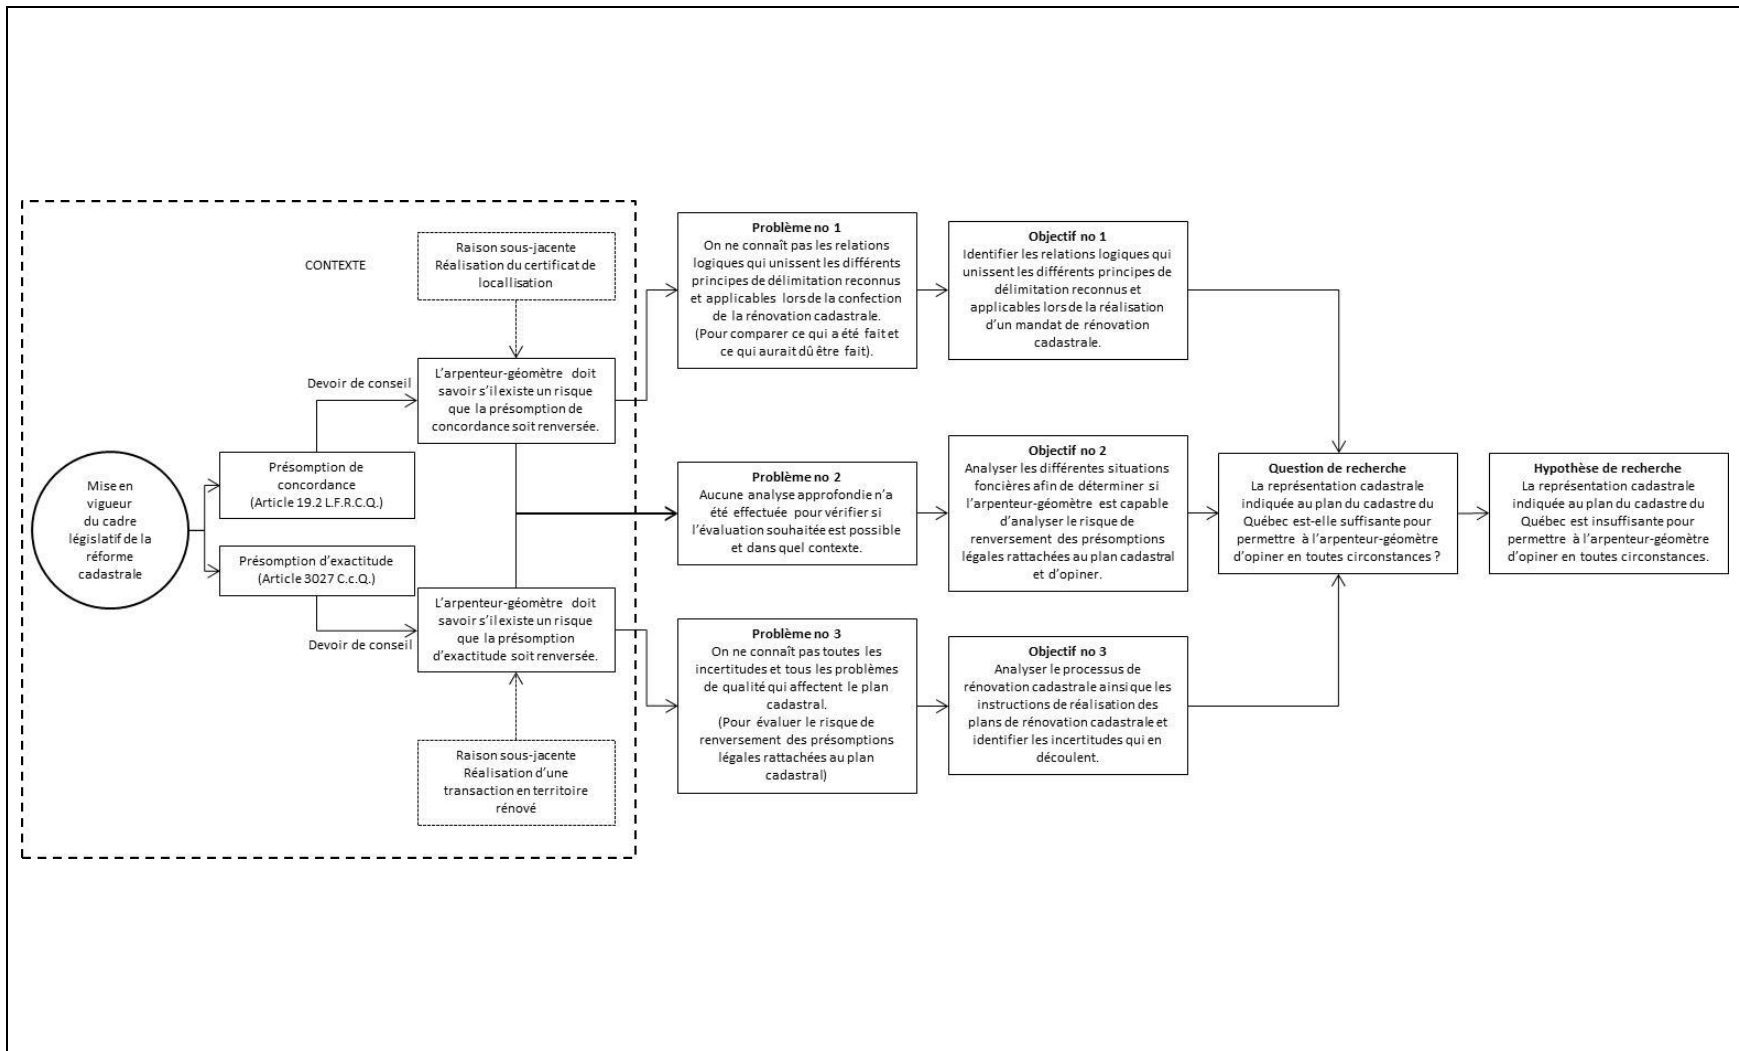 CONTEXTE
Mise en
vigueur
du cadre
législatif de la
réforme
cadastrale
Présomption de
concordance
(Article 19.2 L.F.R.C.Q.)
Présomption d'exactitude
(Article 3027 C.c.Q.)
Devoir de conseil
Devoir de conseil
Raison sous-jacente
Réalisation du certificat de
locallisation
L'arpenteur-géomètre doit
savoir s'il existe un risque
que la présomption de
concordance soit renversée.
L'arpenteur-géomètre doit
savoir s'il existe un risque
que la présomption
d'exactitude soit renversée.
Raison sous-jacente
Réalisation d'une
transaction en territoire
rénové
Problème no 1
On ne connaît pas les relations
logiques qui unissent les différents
principes de délimitation reconnus
et applicables lors de la confection
de la rénovation cadastrale.
(Pour comparer ce qui a été fait et
ce qui aurait dû être fait).
Problème no 2
Aucune analyse approfondie n'a
été effectuée pour vérifier si
l'évaluation souhaitée est possible
et dans quel contexte.
Problème no 3
On ne connaît pas toutes les
incertitudes et tous les problèmes
de qualité qui affectent le plan
cadastral.
(Pour évaluer le risque de
renversement des présomptions
légales rattachées au plan
cadastral)
Objectif no 1
Identifier les relations logiques qui
unissent les différents principes de
délimitation reconnus et
applicables lors de la réalisation
d'un mandat de rénovation
cadastrale.
Objectif no 2
Analyser les différentes situations
foncières afin de déterminer si
l'arpenteur-géomètre est capable
d'analyser le risque de
renversement des présomptions
légales rattachées au plan cadastral
et d'opiner.
Objectif no 3
Analyser le processus de
rénovation cadastrale ainsi que les
instructions de réalisation des
plans de rénovation cadastrale et
identifier les incertitudes qui en
découlent.
Question de recherche
La représentation cadastrale
indiquée au plan du cadastre du
Québec est-elle suffisante pour
permettre à l'arpenteur-géomètre
d'opiner en toutes circonstances ?
Hypothèse de recherche
La représentation cadastrale
indiquée au plan du cadastre du
Québec est insuffisante pour
permettre à l'arpenteur-géomètre
d'opiner en toutes circonstances.